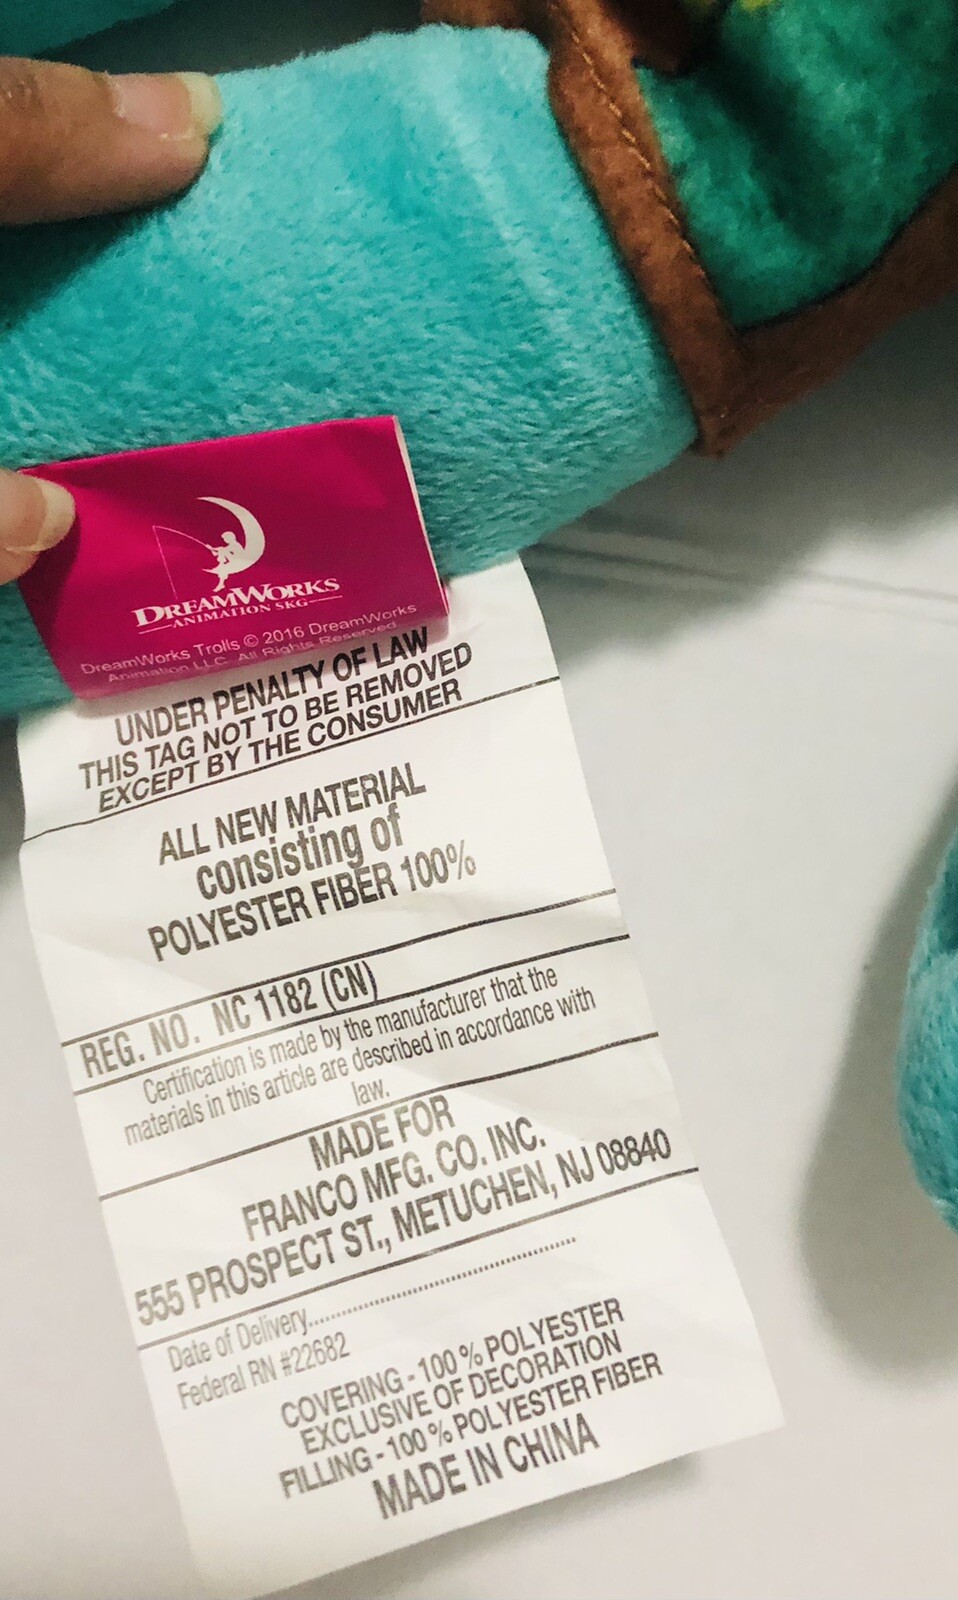 DREAMWORKS
ANIMATION SKG
DreamWorks Trolls © 2016 DreamWorks
Animation LLC. All Rights Reserved
UNDER PENALTY OF LAW
THIS TAG NOT TO BE REMOVED
EXCEPT BY THE CONSUMER
ALL NEW MATERIAL
consisting of
POLYESTER FIBER 100%
REG. NO. NC 1182 (CN)
Certification is made by the manufacturer that the
materials in this article are described in accordance with
law.
MADE FOR
FRANCO MFG. CO. INC.
555 PROSPECT ST., METUCHEN, NJ 08840
Date of Delivery..............................................
Federal RN #22682
COVERING - 100 % POLYESTER
EXCLUSIVE OF DECORATION
FILLING - 100 % POLYESTER FIBER
MADE IN CHINA